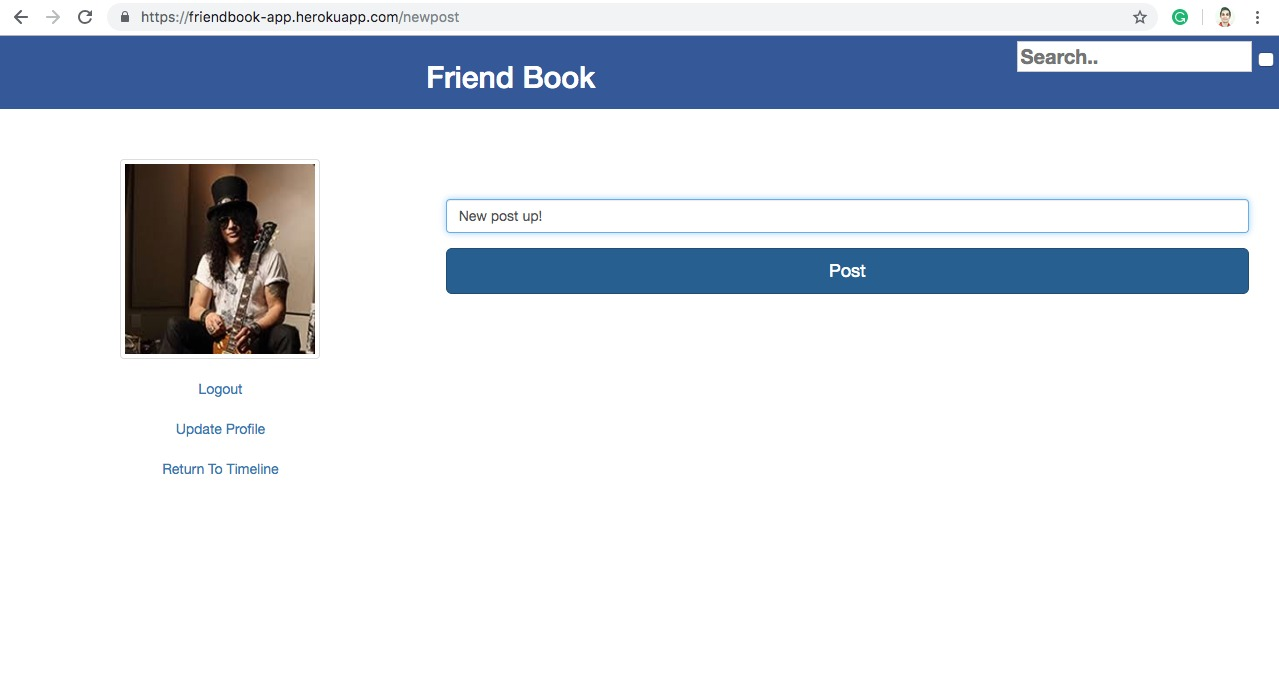 https://friendbook-app.herokuapp.com/newpost
Friend Book
Search..
New post up!
Post
Logout
Update Profile
Return To Timeline